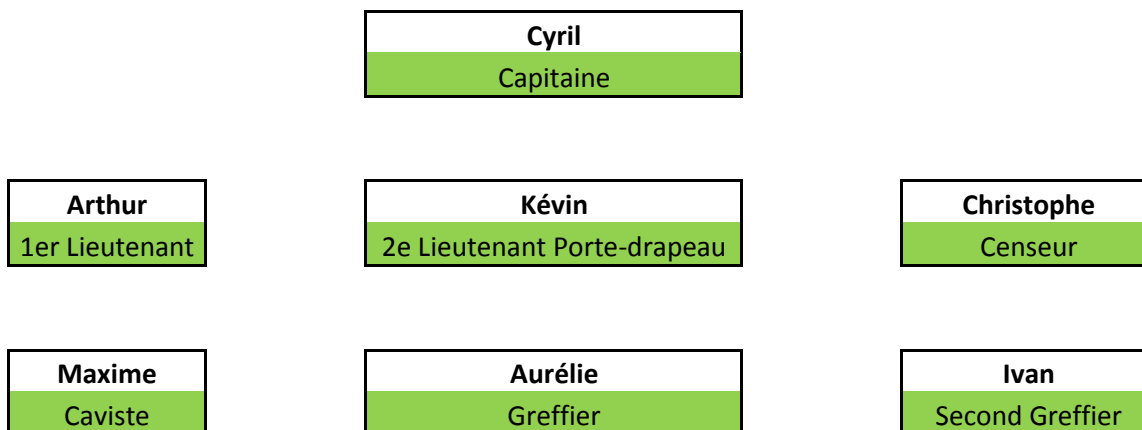 Cyril
Capitaine
Arthur
1er Lieutenant
Kévin
2e Lieutenant Porte-drapeau
Christophe
Censeur
Maxime
Caviste
Aurélie
Greffier
Ivan
Second Greffier